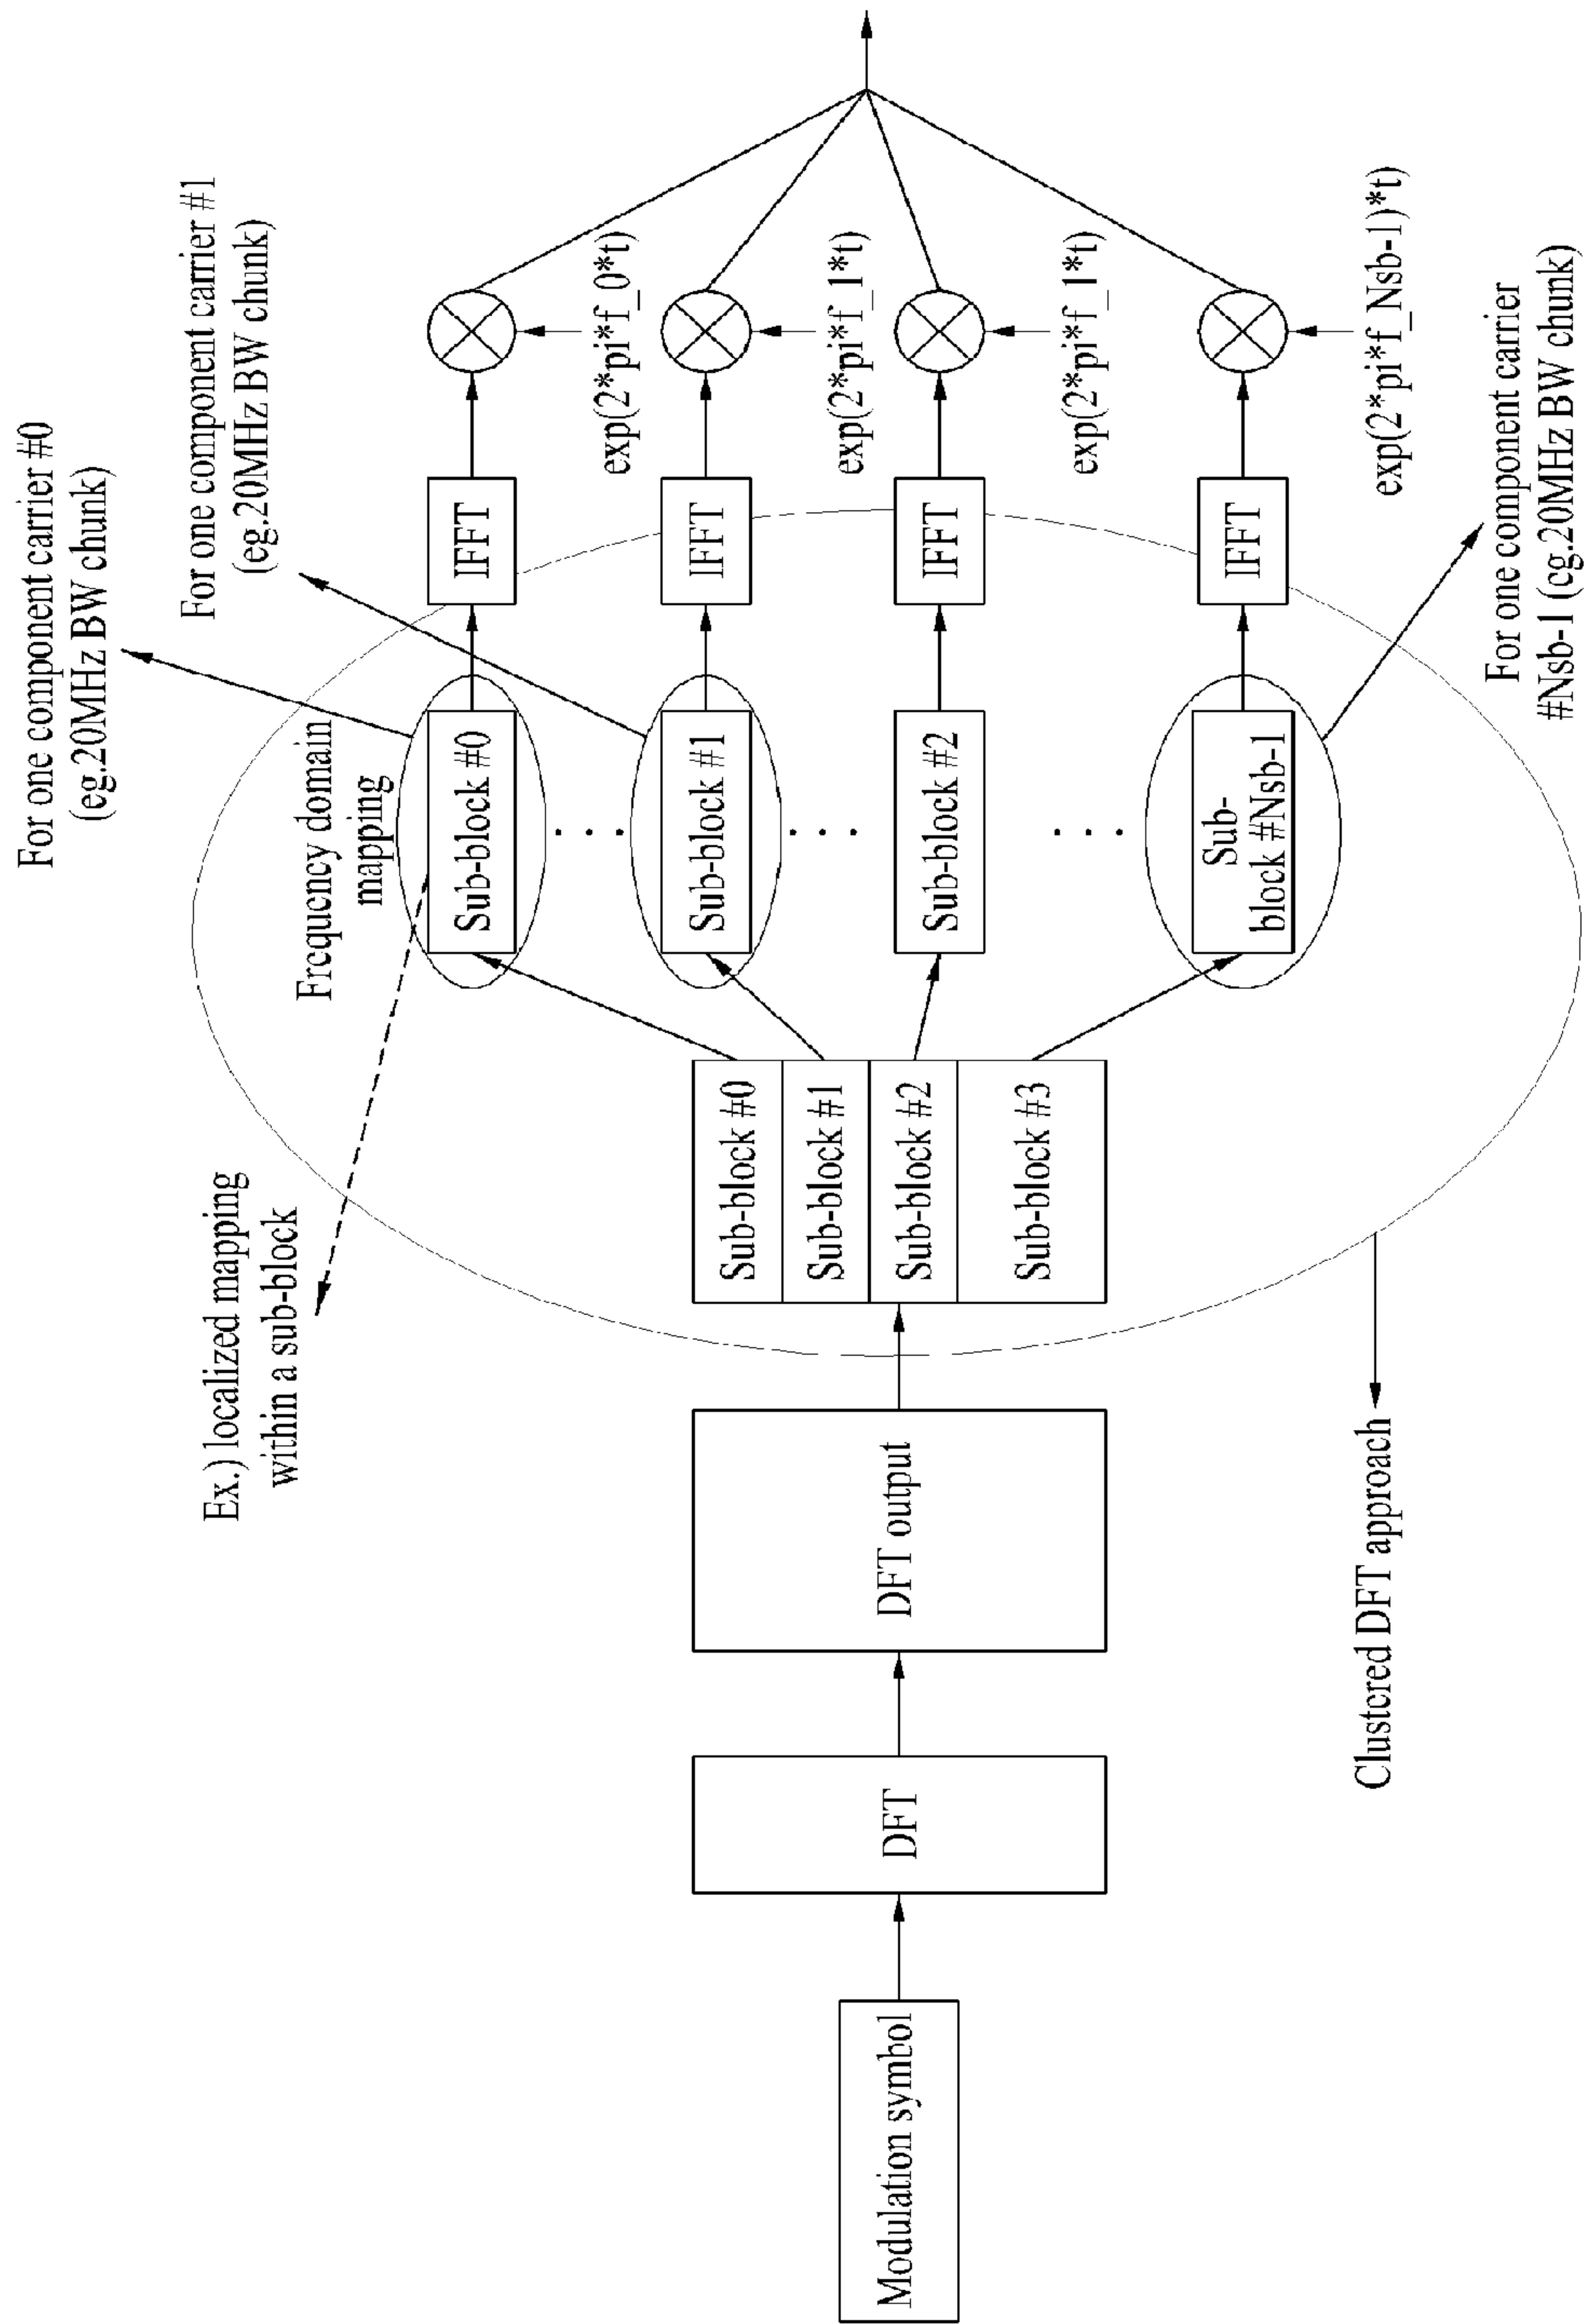 For one component carrier #0
(eg.20MHz BW chunk)
For one component carrier #1
(eg.20MHz BW chunk)
Ex.) localized mapping
within a sub-block
Frequency domain
mapping
Modulation symbol
DFT
DFT output
Sub-block #0
Sub-block #1
Sub-block #2
Sub-block #3
Sub-block #0
. . .
Sub-block #1
. . .
Sub-block #2
. . .
Sub-
block #Nsb-1
IFFT
IFFT
IFFT
IFFT
exp(2*pi*f_0*t)
exp(2*pi*f_1*t)
exp(2*pi*f_1*t)
exp(2*pi*f_Nsb-1)*t)
Clustered DFT approach
For one component carrier
#Nsb-1 (eg.20MHz BW chunk)